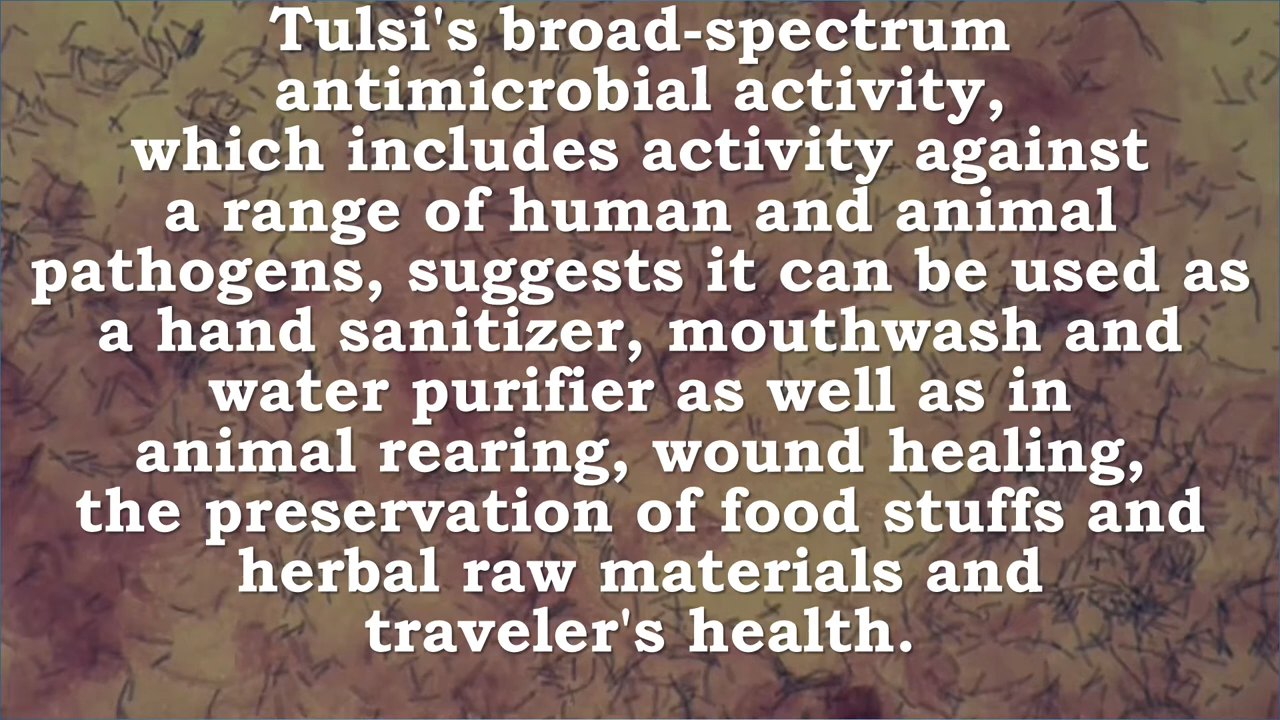 Tulsi's broad-spectrum
antimicrobial activity,
which includes activity against
a range of human and animal
pathogens, suggests it can be used as
a hand sanitizer, mouthwash and
water purifier as well as in
animal rearing, wound healing,
the preservation of food stuffs and
herbal raw materials and
traveler's health.